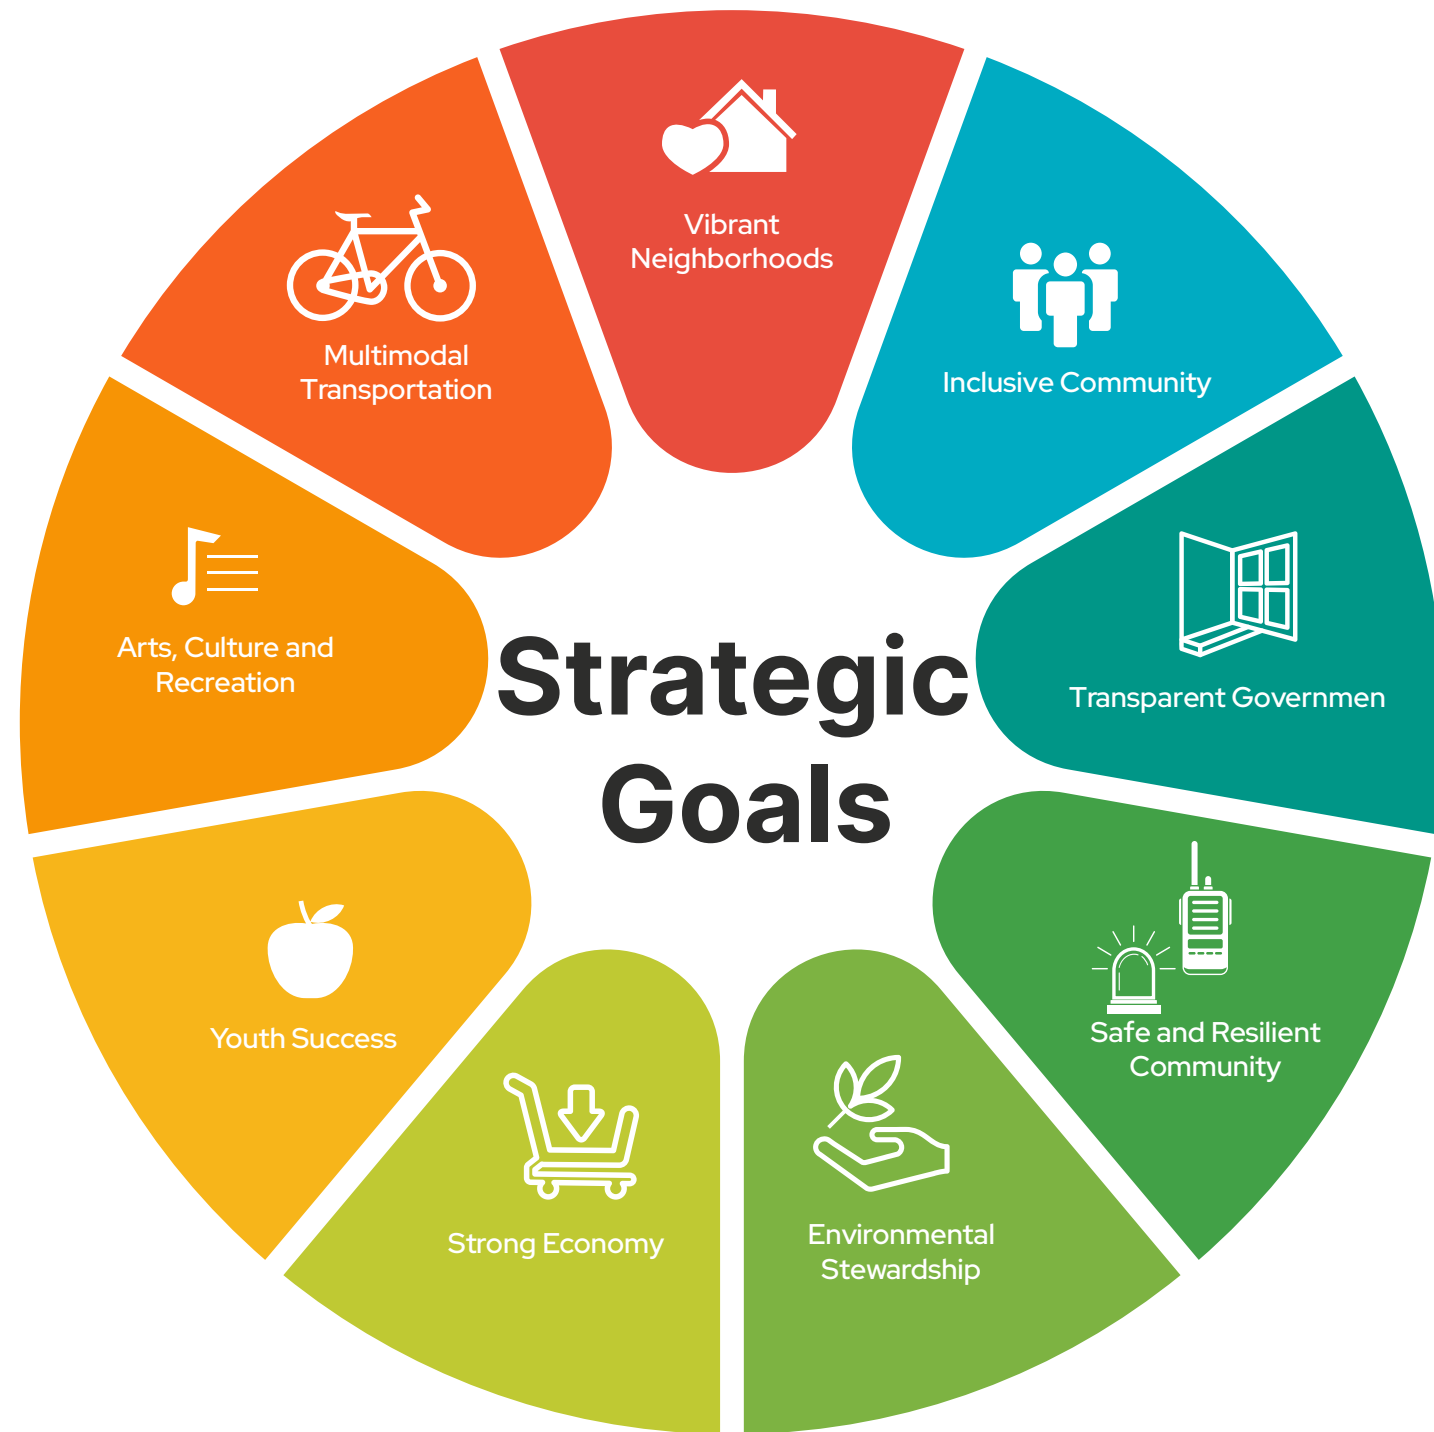 Vibrant
Neighborhoods
Inclusive Community
Transparent Governmen
Safe and Resilient
Community
Environmental
Stewardship
Strong Economy
Youth Success
Arts, Culture and
Recreation
Multimodal
Transportation
Strategic
Goals